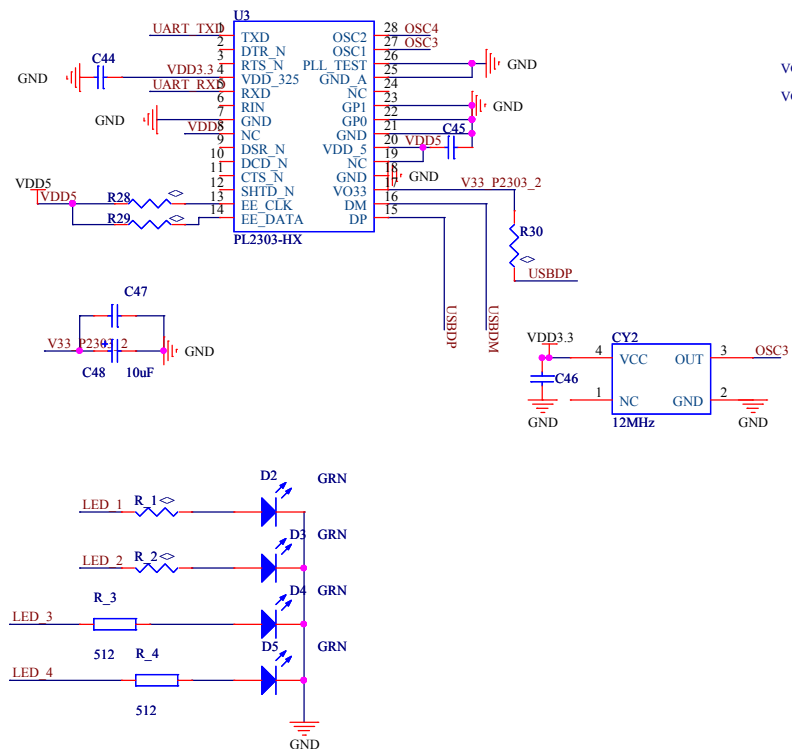 U3
UART_TXD 1 TXD OSC2 28 OSC4
2 DTR_N OSC1 27 OSC3
3 RTS_N PLL_TEST 26
GND C44 VDD3.3 4 VDD_325 GND_A 25 GND
UART_RXD 5 RXD NC 24
6 RIN GP1 23 GND
GND 7 GND GP0 22
VDD5 8 NC GND 21
9 DSR_N VDD_5 20 VDD5 C45
10 DCD_N NC 19
11 CTS_N GND 18 GND
12 SHTD_N VO33 17 V33_P2303_2
VDD5 VDD5 R28 13 EE_CLK DM 16
R29 14 EE_DATA DP 15
PL2303-HX
R30
USBDP
USBDP
USBDM
C47
V33_P2303_2 GND
C48 10uF
VDD3.3 CY2
4 VCC OUT 3 OSC3
C46
1 NC GND 2
GND 12MHz GND
D2 GRN
LED_1 R_1
D3 GRN
LED_2 R_2
D4 GRN
LED_3 R_3
512
D5 GRN
LED_4 R_4
512
GND